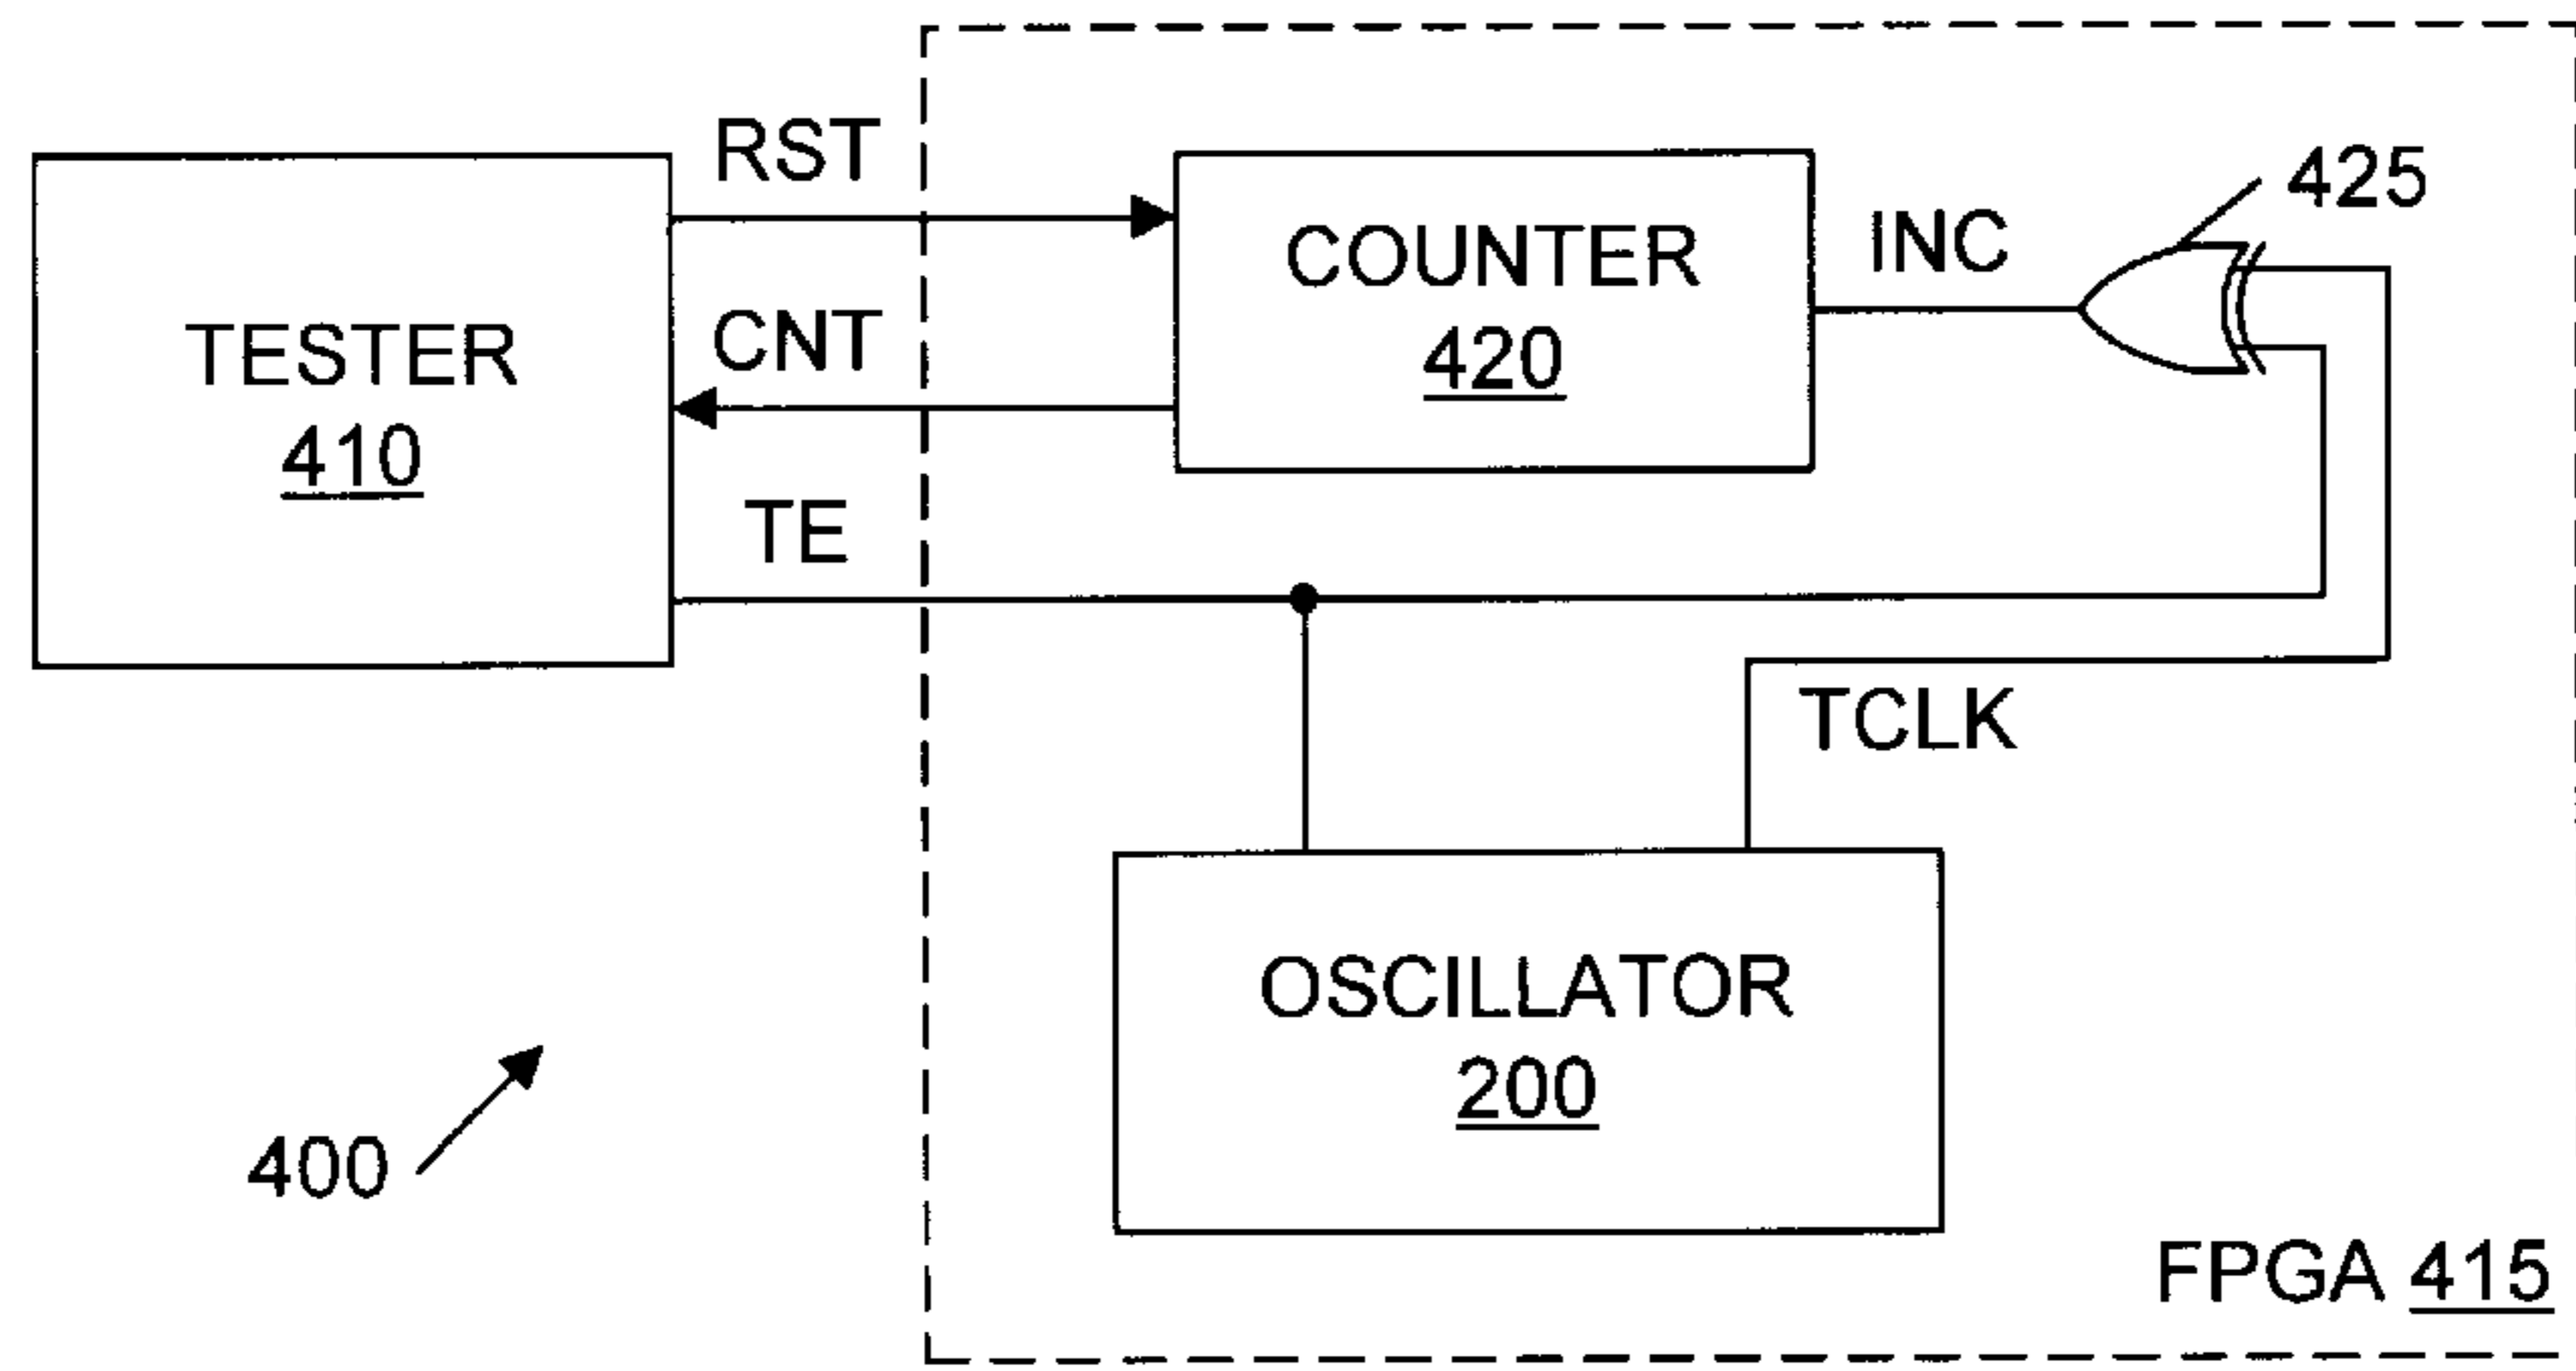 RST
TESTER
410
CNT
TE
COUNTER
420
INC
425
TCLK
OSCILLATOR
200
400
FPGA 415